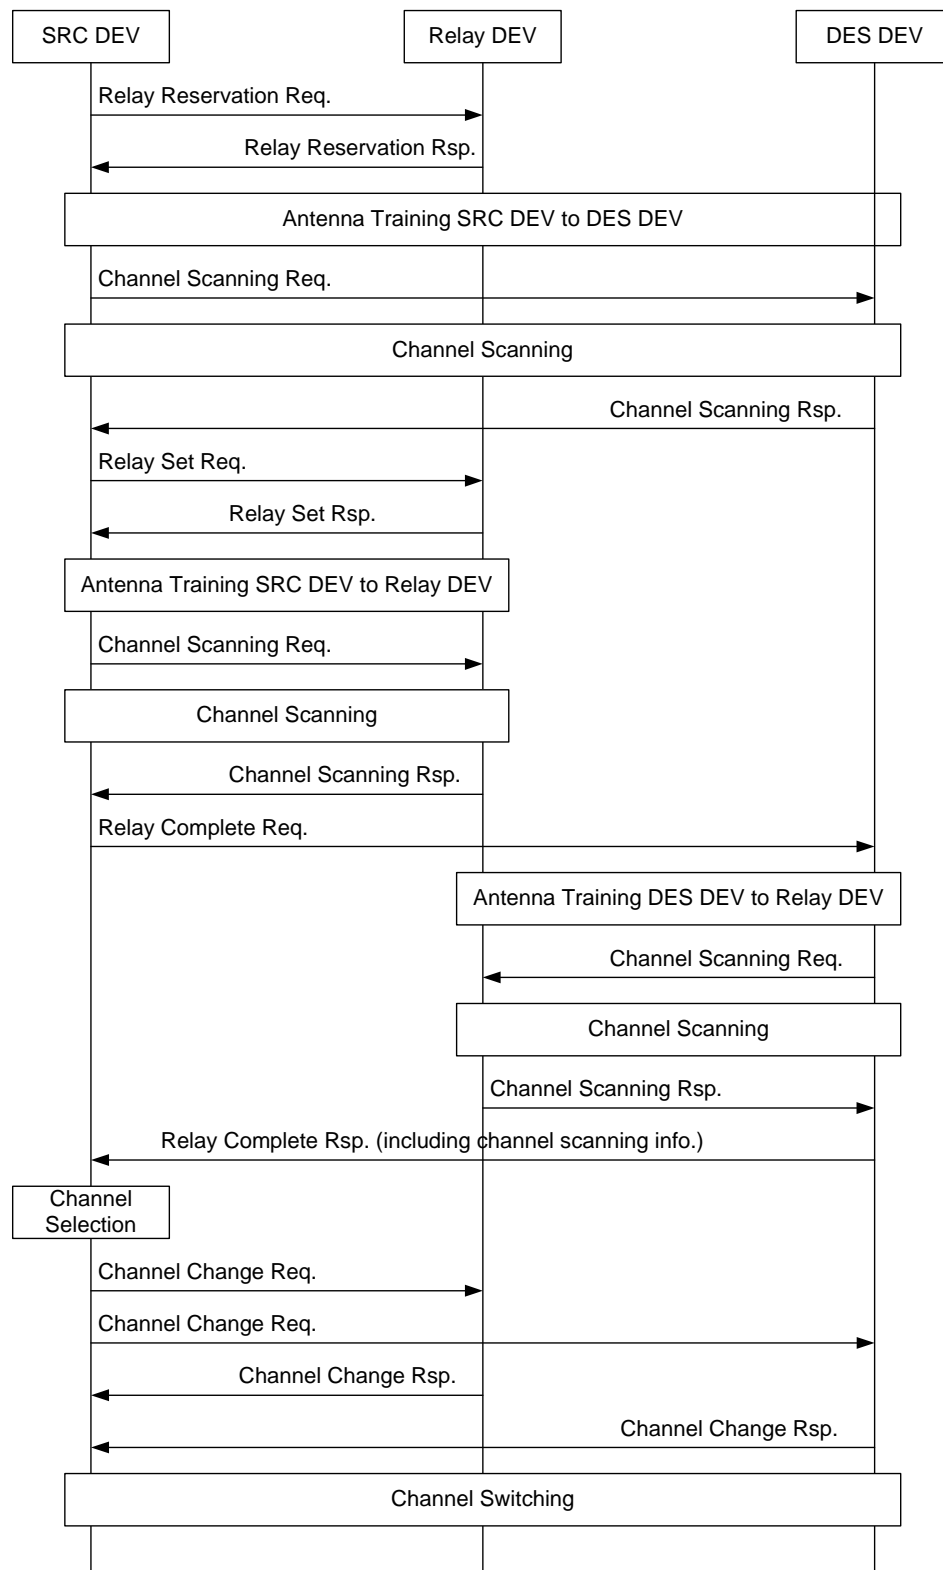 SRC DEV
Relay DEV
DES DEV
Relay Reservation Req.
Relay Reservation Rsp.
Antenna Training SRC DEV to DES DEV
Channel Scanning Req.
Channel Scanning
Channel Scanning Rsp.
Relay Set Req.
Relay Set Rsp.
Antenna Training SRC DEV to Relay DEV
Channel Scanning Req.
Channel Scanning
Channel Scanning Rsp.
Relay Complete Req.
Antenna Training DES DEV to Relay DEV
Channel Scanning Req.
Channel Scanning
Channel Scanning Rsp.
Relay Complete Rsp. (including channel scanning info.)
Channel
Selection
Channel Change Req.
Channel Change Req.
Channel Change Rsp.
Channel Change Rsp.
Channel Switching